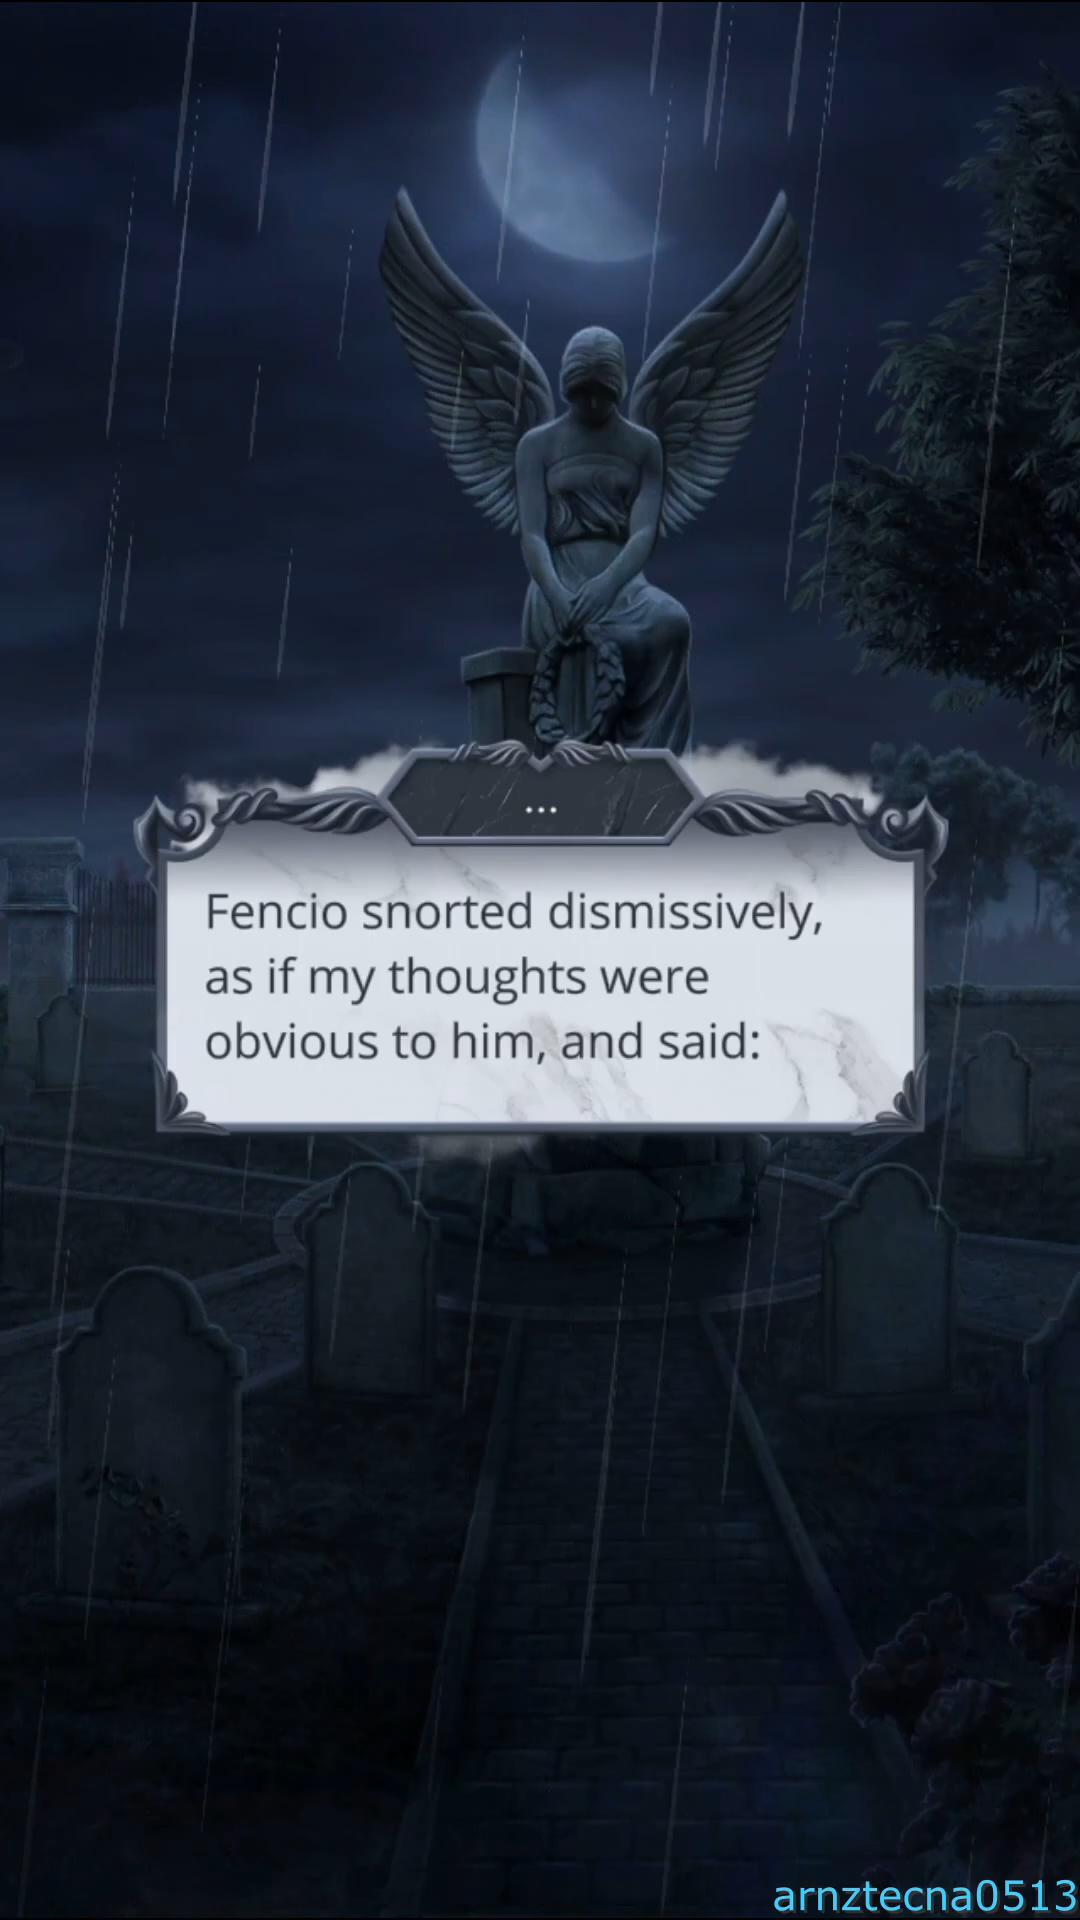 ...
Fencio snorted dismissively,
as if my thoughts were
obvious to him, and said:
arnztecna0513